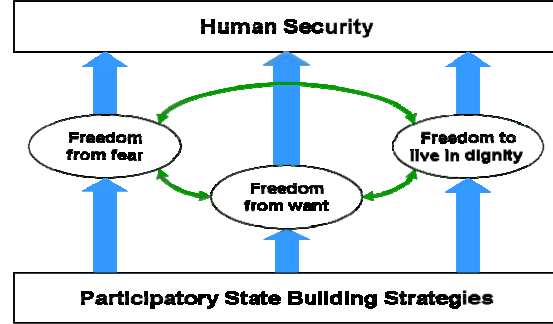 Human Security
Freedom
from fear
Freedom to
live in dignity
Freedom
from want
Participatory State Building Strategies